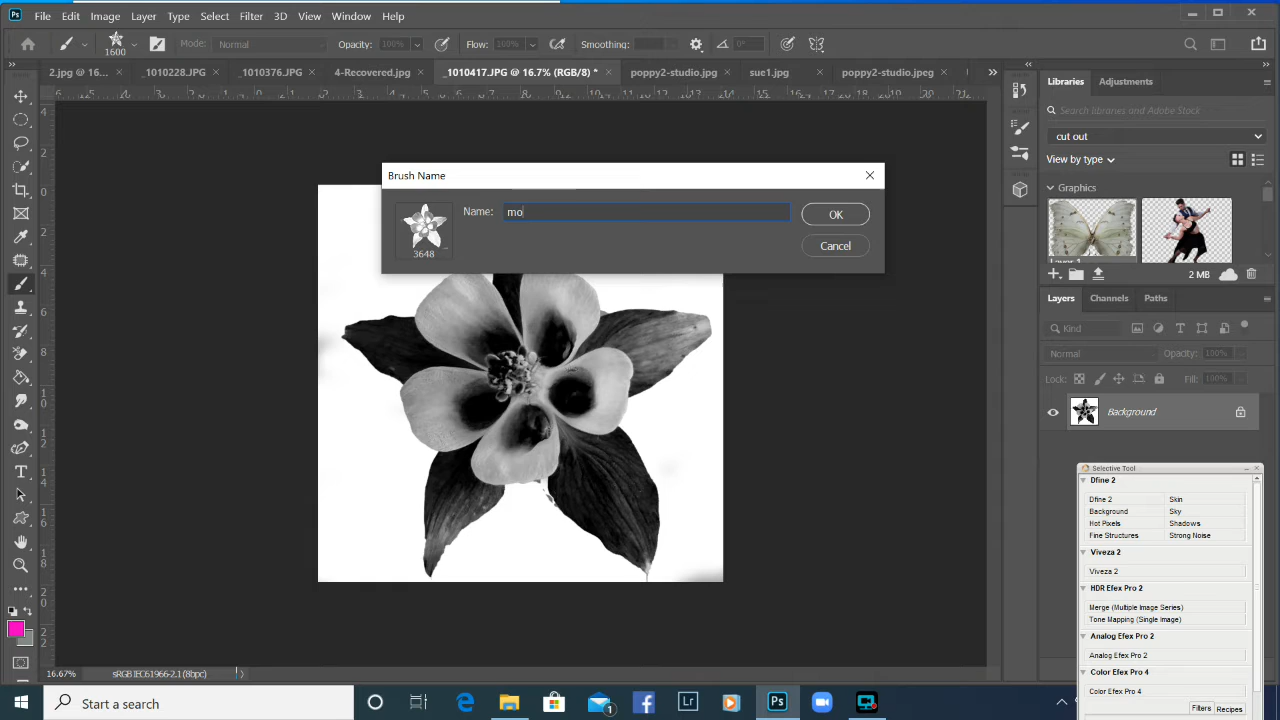 Ps File Edit Image Layer Type Select Filter 3D View Window Help
1600 Mode: Normal Opacity: 100% Flow: 100% Smoothing: 0°
2.jpg @ 16... × _1010228.JPG × _1010376.JPG × 4-Recovered.jpg × _1010417.JPG @ 16.7% (RGB/8) * × poppy2-studio.jpg × sue1.jpg × poppy2-studio.jpeg ×
Brush Name
Name: mo
OK
Cancel
3648
Libraries Adjustments
Search libraries and Adobe Stock
cut out
View by type
Graphics
Layer 1
2 MB
Layers Channels Paths
Kind
Normal Opacity: 100%
Lock: Fill: 100%
Background
Selective Tool
Dfine 2
Dfine 2 Skin
Background Sky
Hot Pixels Shadows
Fine Structures Strong Noise
Viveza 2
Viveza 2
HDR Efex Pro 2
Merge (Multiple Image Series)
Tone Mapping (Single Image)
Analog Efex Pro 2
Analog Efex Pro 2
Color Efex Pro 4
Color Efex Pro 4
Filters Recipes
16.67% sRGB IEC61966-2.1 (8bpc)
Start a search
1
Lr
Ps